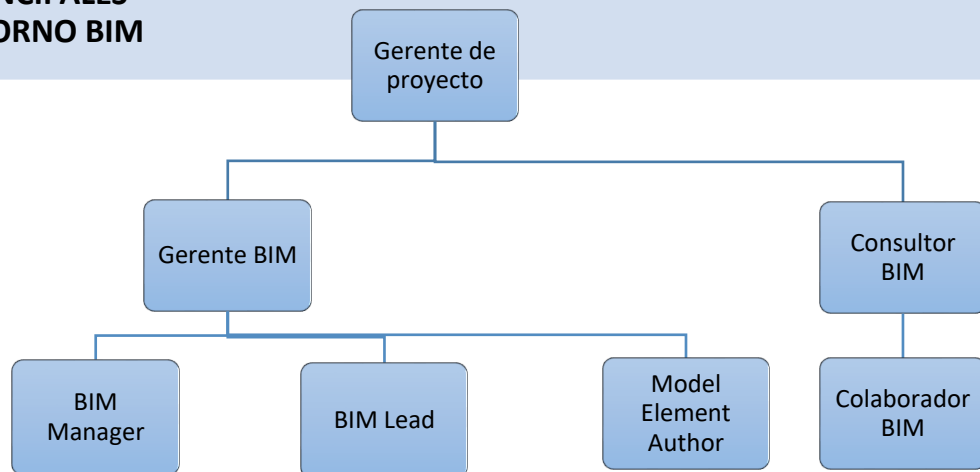 ORNO BIM
Gerente de
proyecto
Gerente BIM
Consultor
BIM
BIM
Manager
BIM Lead
Model
Element
Author
Colaborador
BIM